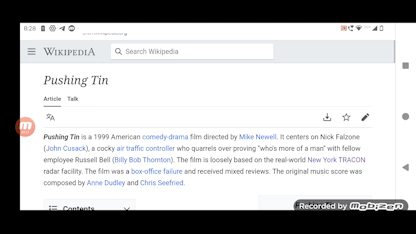 8:28
WIKIPEDIA
Search Wikipedia
Pushing Tin
Article Talk
Pushing Tin is a 1999 American comedy-drama film directed by Mike Newell. It centers on Nick Falzone
(John Cusack), a cocky air traffic controller who quarrels over proving "who's more of a man" with fellow
employee Russell Bell (Billy Bob Thornton). The film is loosely based on the real-world New York TRACON
radar facility. The film was a box-office failure and received mixed reviews. The original music score was
composed by Anne Dudley and Chris Seefried.
Contents
Recorded by Mobizen